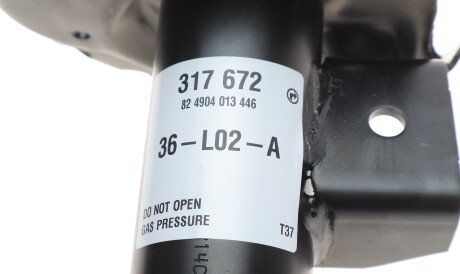 317 672
82 4904 013 446
36-L02-A
DO NOT OPEN
GAS PRESSURE T37